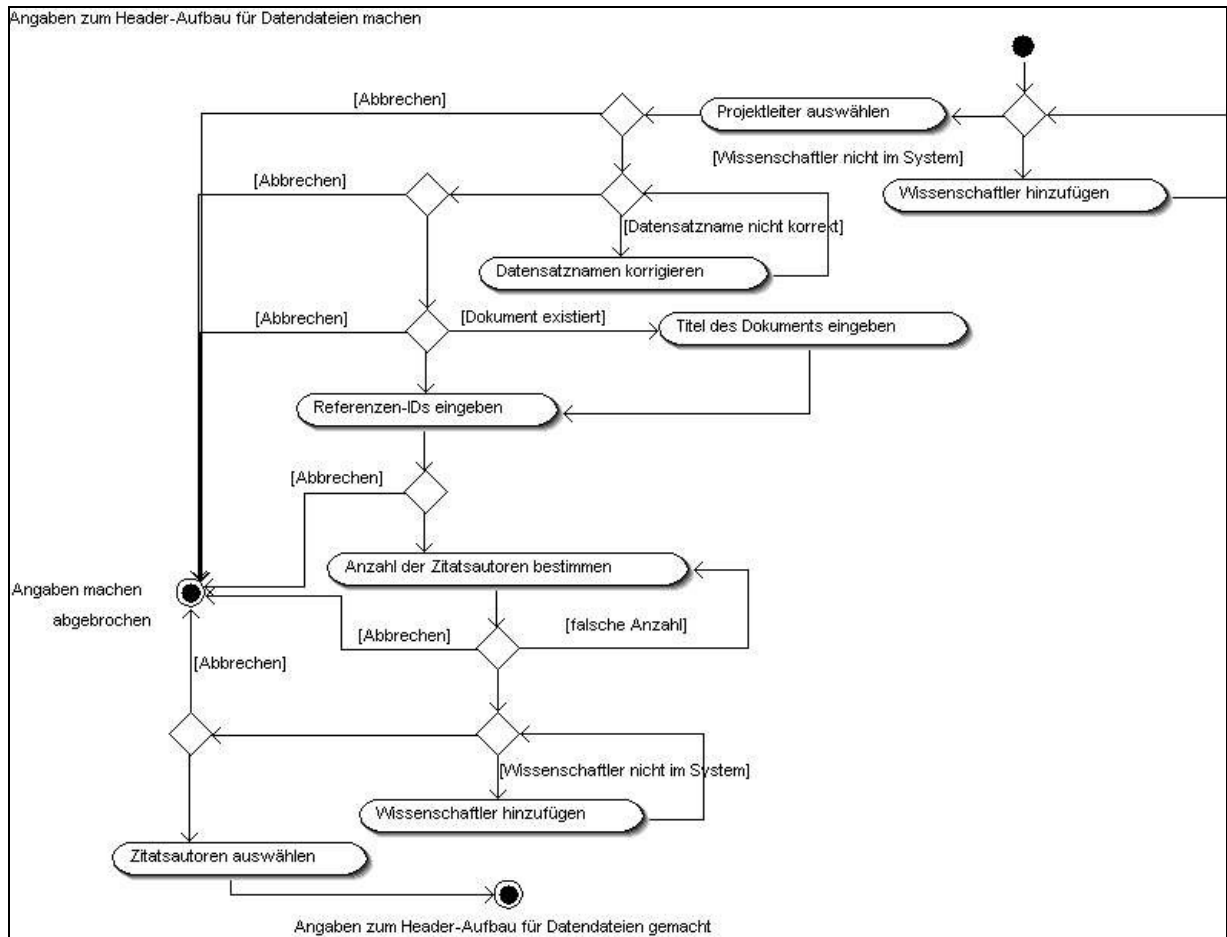 Angaben zum Header-Aufbau für Datendateien machen
[Abbrechen]
Projektleiter auswählen
[Wissenschaftler nicht im System]
[Abbrechen]
Wissenschaftler hinzufügen
[Datensatzname nicht korrekt]
Datensatznamen korrigieren
[Abbrechen]
[Dokument existiert]
Titel des Dokuments eingeben
Referenzen-IDs eingeben
[Abbrechen]
Anzahl der Zitatsautoren bestimmen
Angaben machen
abgebrochen
[Abbrechen]
[falsche Anzahl]
[Abbrechen]
[Wissenschaftler nicht im System]
Wissenschaftler hinzufügen
Zitatsautoren auswählen
Angaben zum Header-Aufbau für Datendateien gemacht